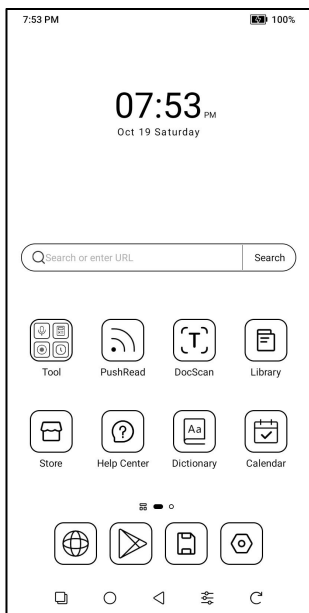 7:53 PM 100%
07:53 PM
Oct 19 Saturday
Search or enter URL Search
T
Tool PushRead DocScan Library
Aa
Store Help Center Dictionary Calendar